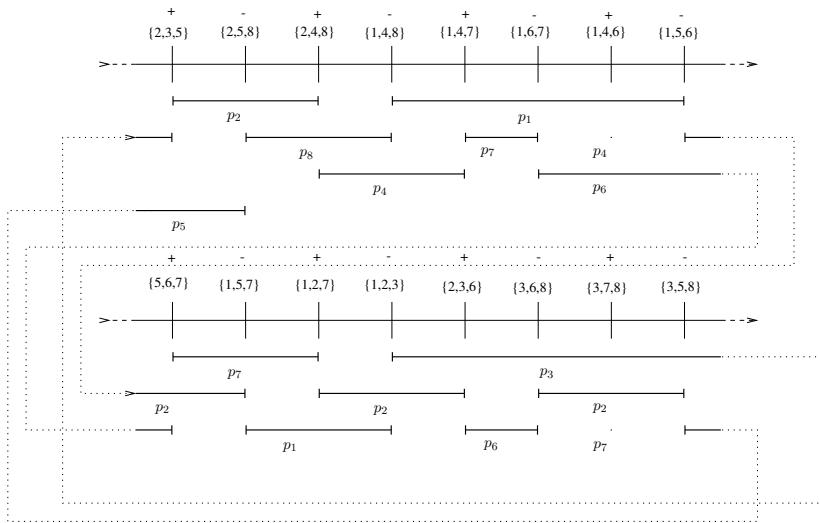 + - + - + - + -
{2,3,5} {2,5,8} {2,4,8} {1,4,8} {1,4,7} {1,6,7} {1,4,6} {1,5,6}
p₂ p₁
p₈ p₇ p₄
p₄ p₆
p₅
+ - + - + - + -
{5,6,7} {1,5,7} {1,2,7} {1,2,3} {2,3,6} {3,6,8} {3,7,8} {3,5,8}
p₇ p₃
p₂ p₂ p₂
p₁ p₆ p₇